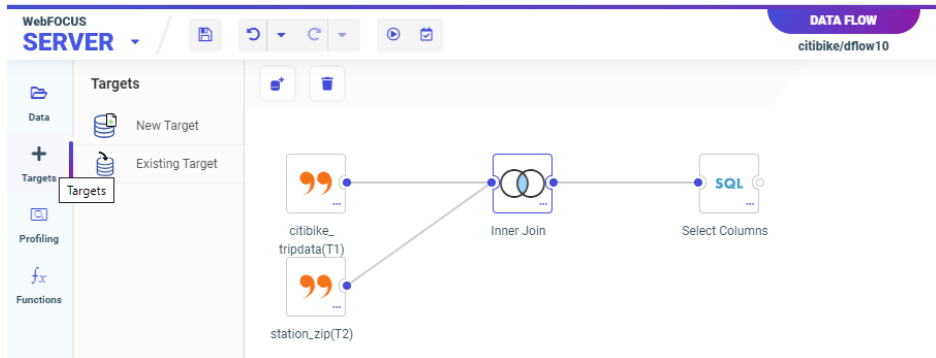 WebFOCUS
SERVER
DATA FLOW
citibike/dflow10
Data
Targets
Profiling
fx
Functions
Targets
New Target
Existing Target
Targets
citibike_
tripdata(T1)
station_zip(T2)
Inner Join
SQL
Select Columns